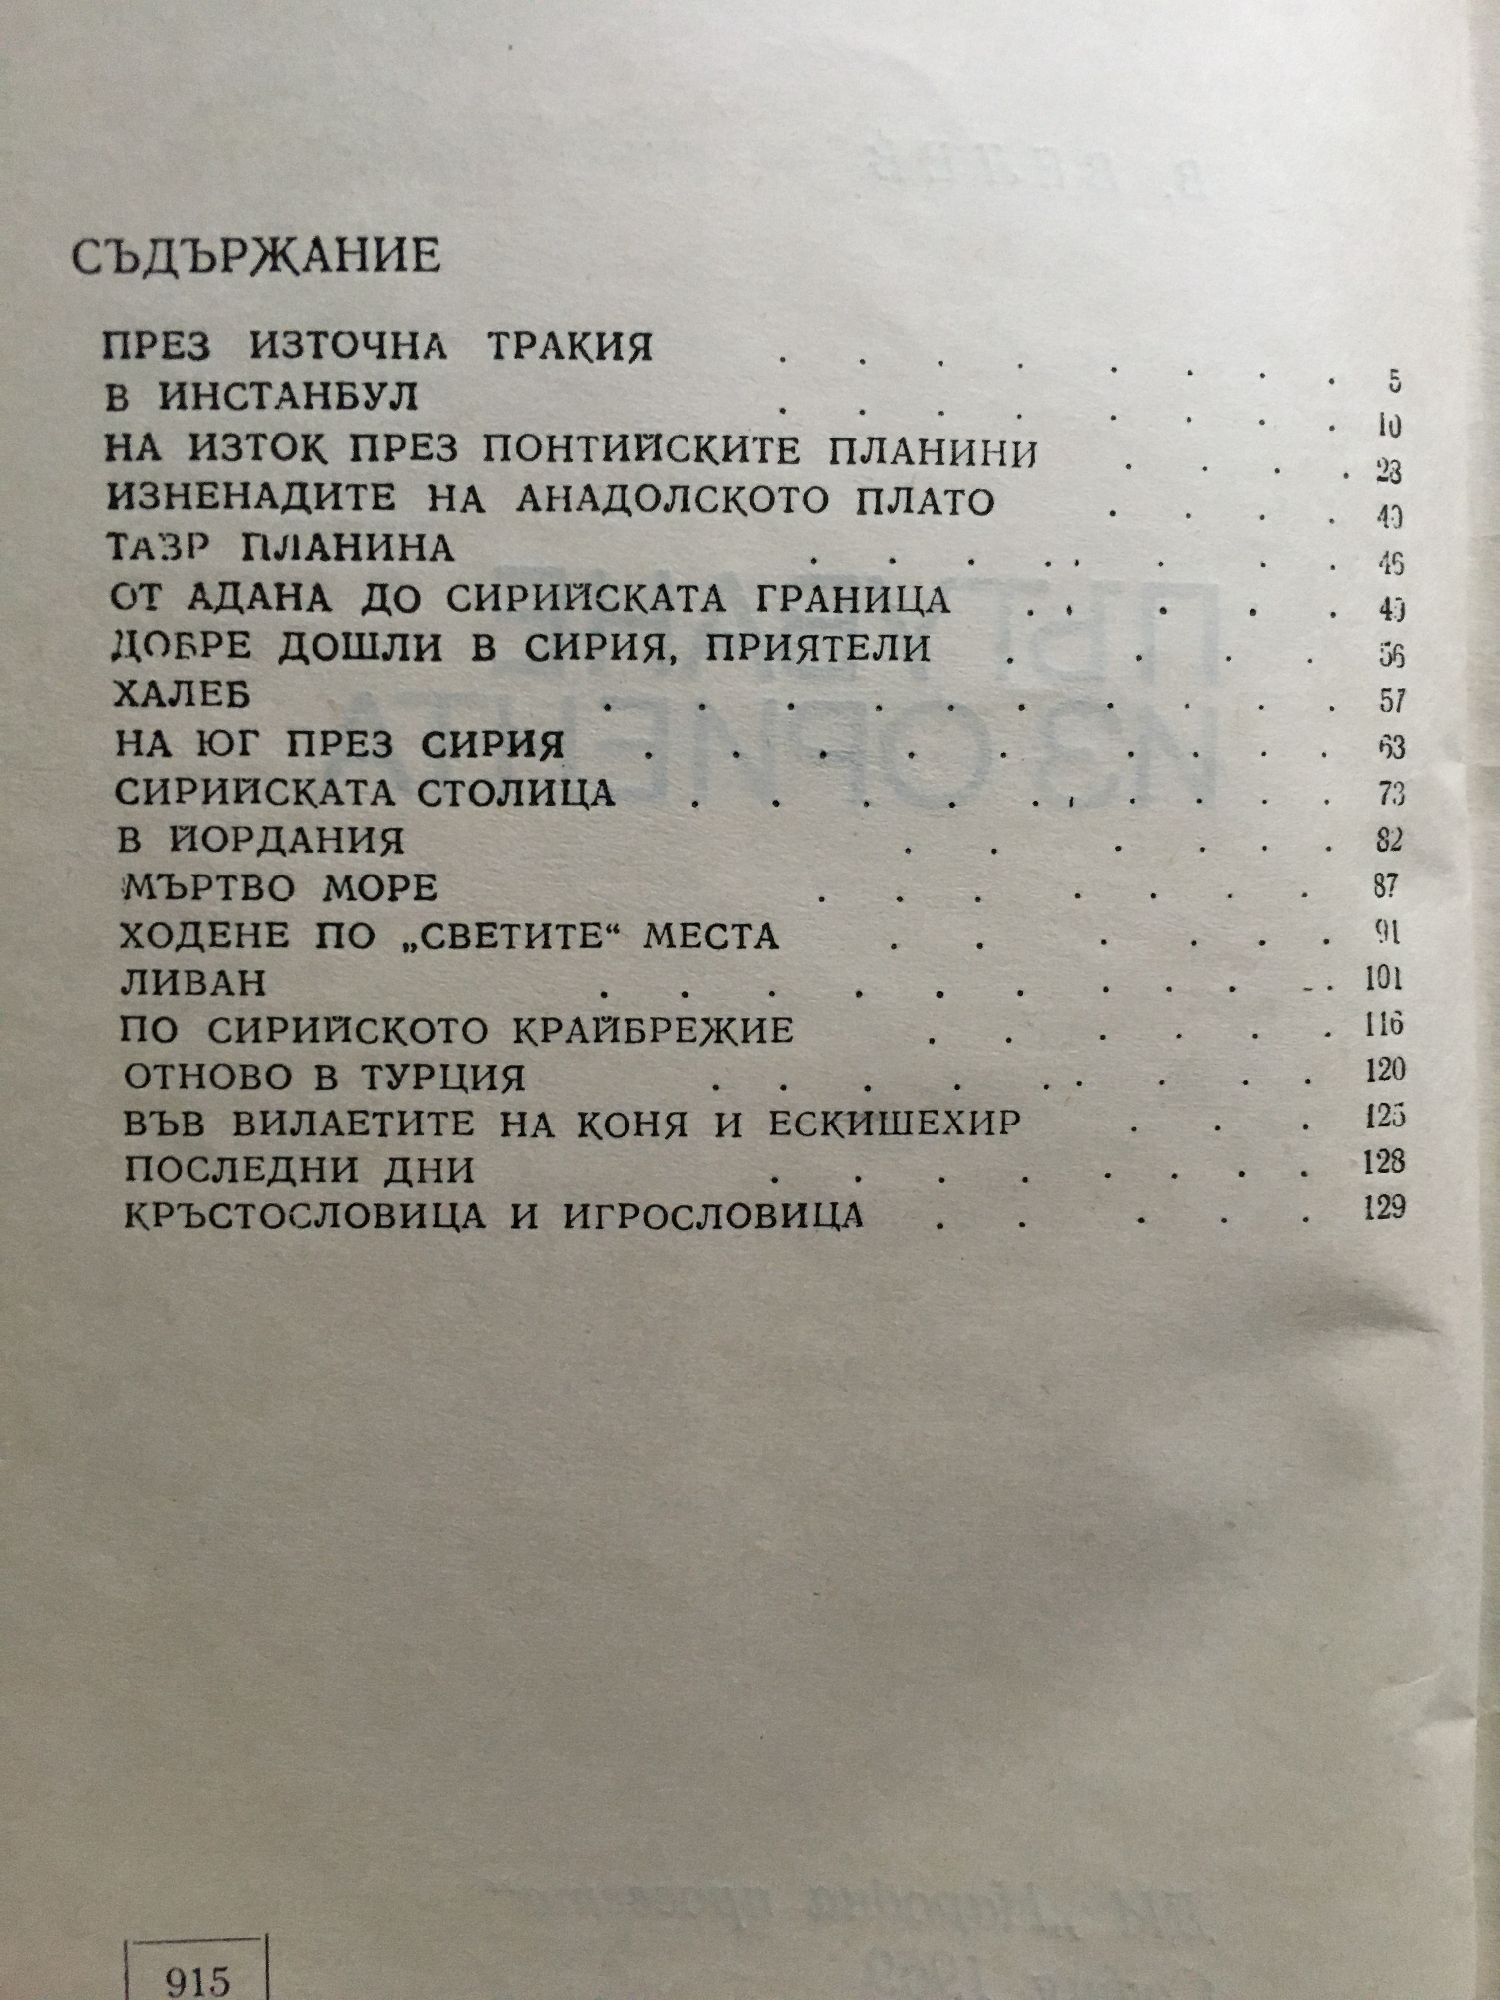 СЪДЪРЖАНИЕ
ПРЕЗ ИЗТОЧНА ТРАКИЯ . . . . . . . . 5
В ИНСТАНБУЛ . . . . . . . . 10
НА ИЗТОК ПРЕЗ ПОНТИЙСКИТЕ ПЛАНИНИ . . . . 23
ИЗНЕНАДИТЕ НА АНАДОЛСКОТО ПЛАТО . . . . 40
ТАЗР ПЛАНИНА . . . . . . . . 46
ОТ АДАНА ДО СИРИЙСКАТА ГРАНИЦА . . . . . 49
ДОБРЕ ДОШЛИ В СИРИЯ, ПРИЯТЕЛИ . . . . 56
ХАЛЕБ . . . . . . . . . . 57
НА ЮГ ПРЕЗ СИРИЯ . . . . . . . . . 63
СИРИЙСКАТА СТОЛИЦА . . . . . . . . . 73
В ЙОРДАНИЯ . . . . . . 82
МЪРТВО МОРЕ . . . . . . . 87
ХОДЕНЕ ПО „СВЕТИТЕ“ МЕСТА . . . . . . 91
ЛИВАН . . . . . . . . . . . 101
ПО СИРИЙСКОТО КРАЙБРЕЖИЕ . . . . . . 116
ОТНОВО В ТУРЦИЯ . . . . . . . . . 120
ВЪВ ВИЛАЕТИТЕ НА КОНЯ И ЕСКИШЕХИР . . . 125
ПОСЛЕДНИ ДНИ . . . . . . . . 128
КРЪСТОСЛОВИЦА И ИГРОСЛОВИЦА . . . . . 129
915